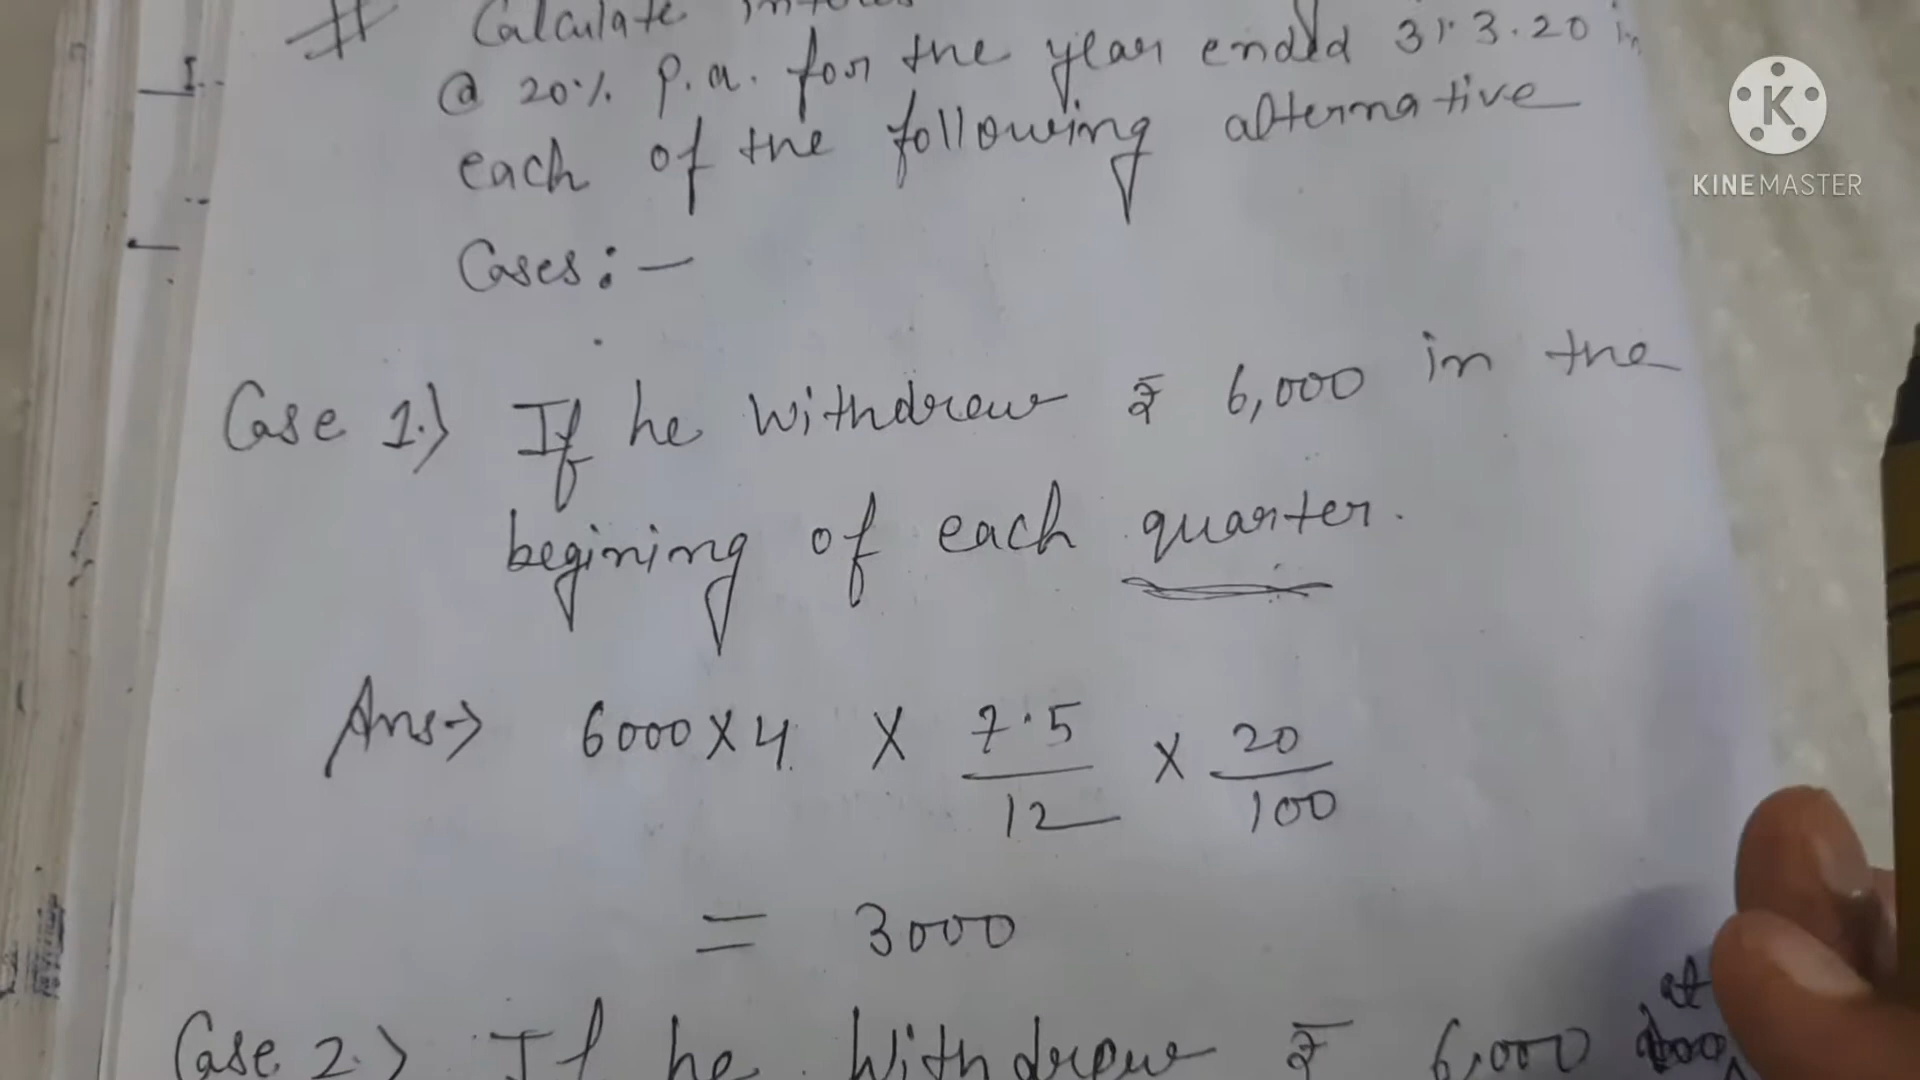 # Calculate
@ 20% p.a. for the year ended 31.3.20 in
each of the following alternative
Cases:-
Case 1.) If he withdrew ₹ 6,000 in the
begining of each quarter.
Ans→ 6000 X 4 X 7.5/12 X 20/100
= 3000
Case 2.) If he withdrew ₹ 6,000 at
K
KINEMASTER